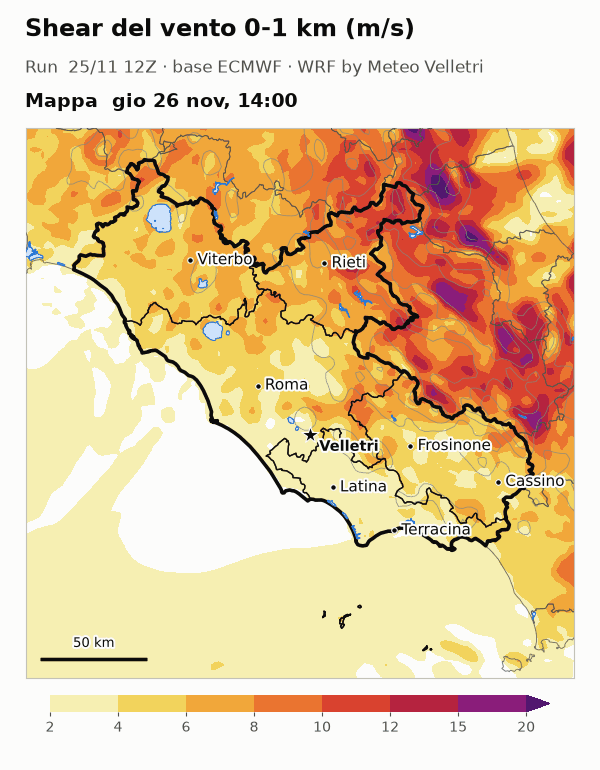 Shear del vento 0-1 km (m/s)
Run  25/11 12Z · base ECMWF · WRF by Meteo Velletri
Mappa  gio 26 nov, 14:00
Viterbo
Rieti
Roma
Velletri
Frosinone
Cassino
Latina
Terracina
50 km
2 4 6 8 10 12 15 20